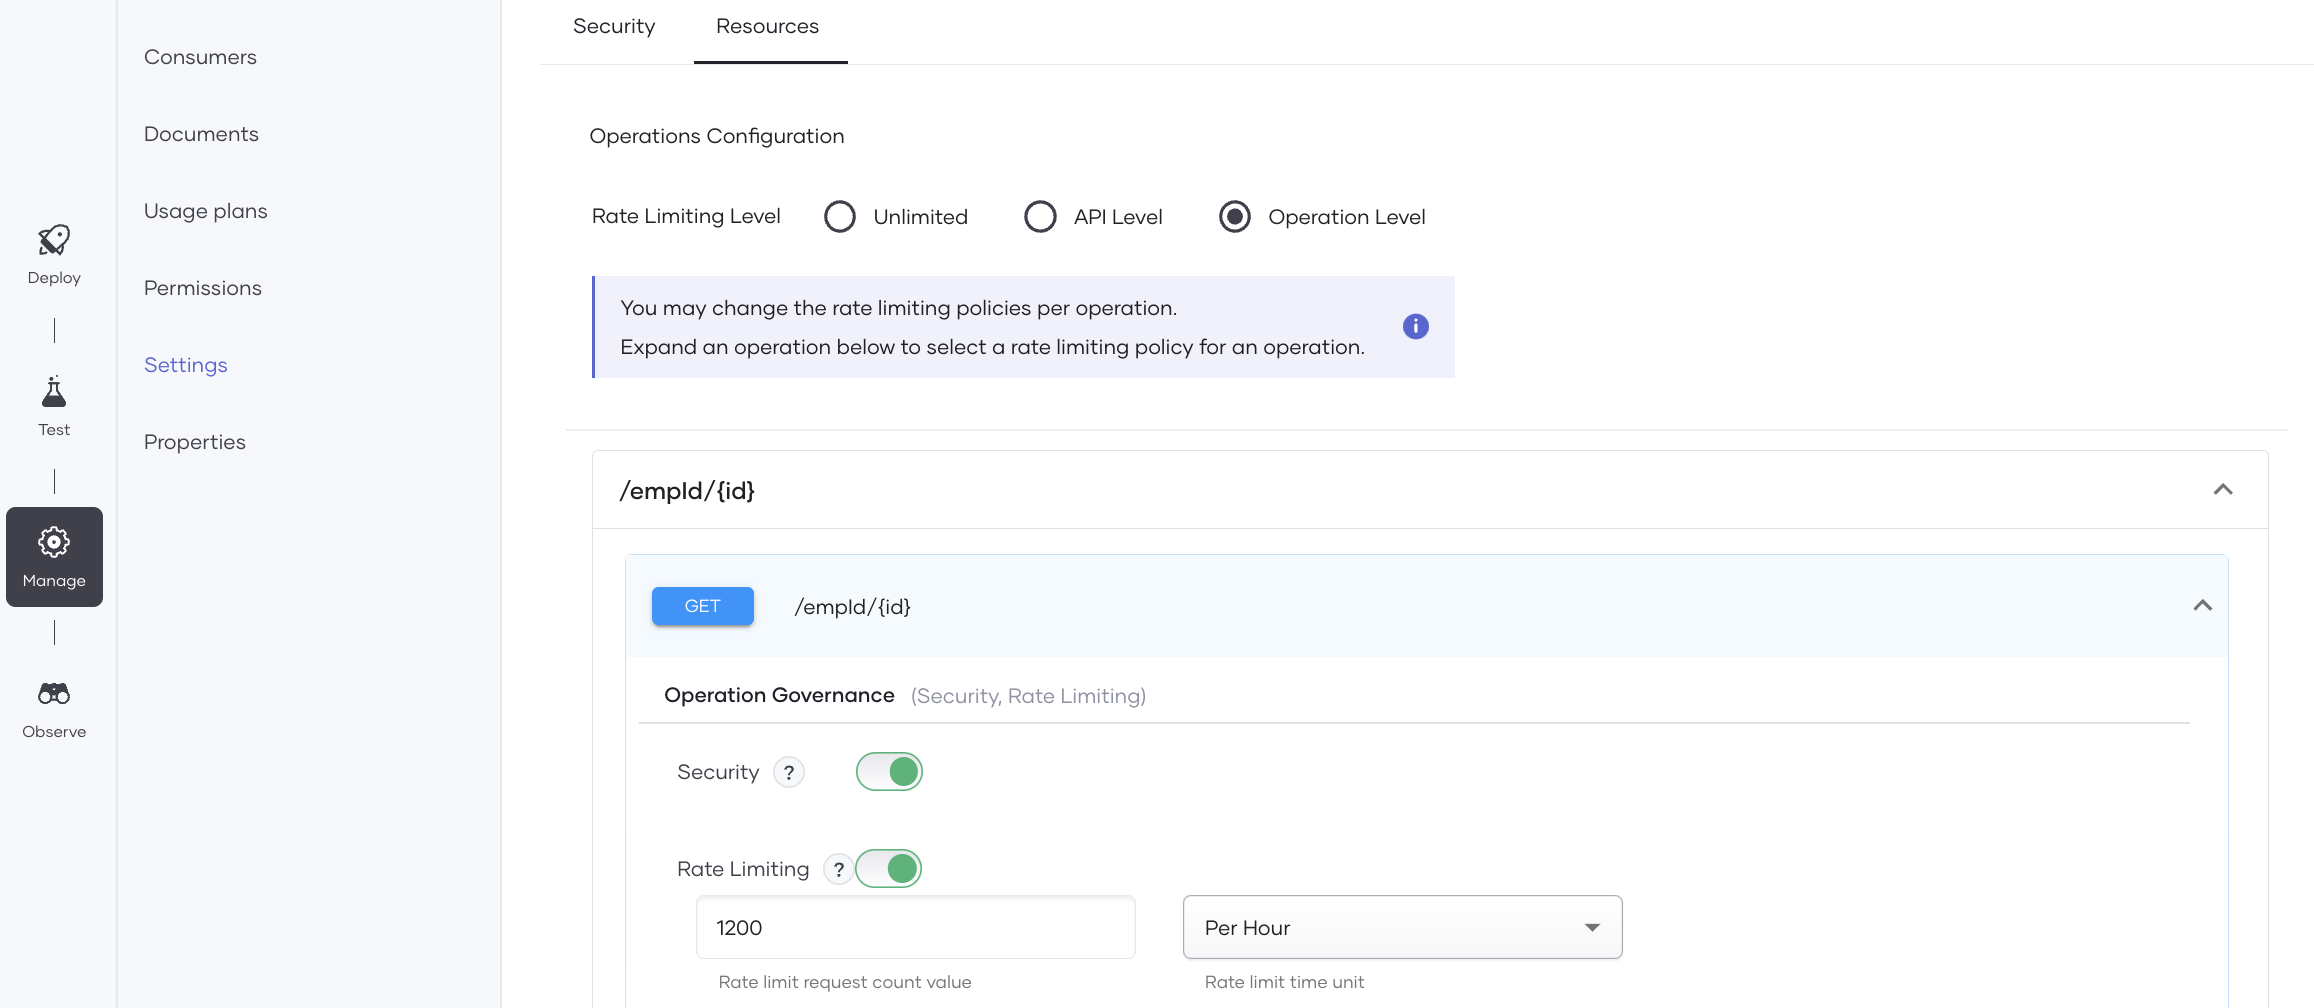 Deploy
Test
Manage
Observe
Consumers
Documents
Usage plans
Permissions
Settings
Properties
Security Resources
Operations Configuration
Rate Limiting Level Unlimited API Level Operation Level
You may change the rate limiting policies per operation.
Expand an operation below to select a rate limiting policy for an operation.
/empId/{id}
GET /empId/{id}
Operation Governance (Security, Rate Limiting)
Security ?
Rate Limiting ?
1200 Per Hour
Rate limit request count value Rate limit time unit